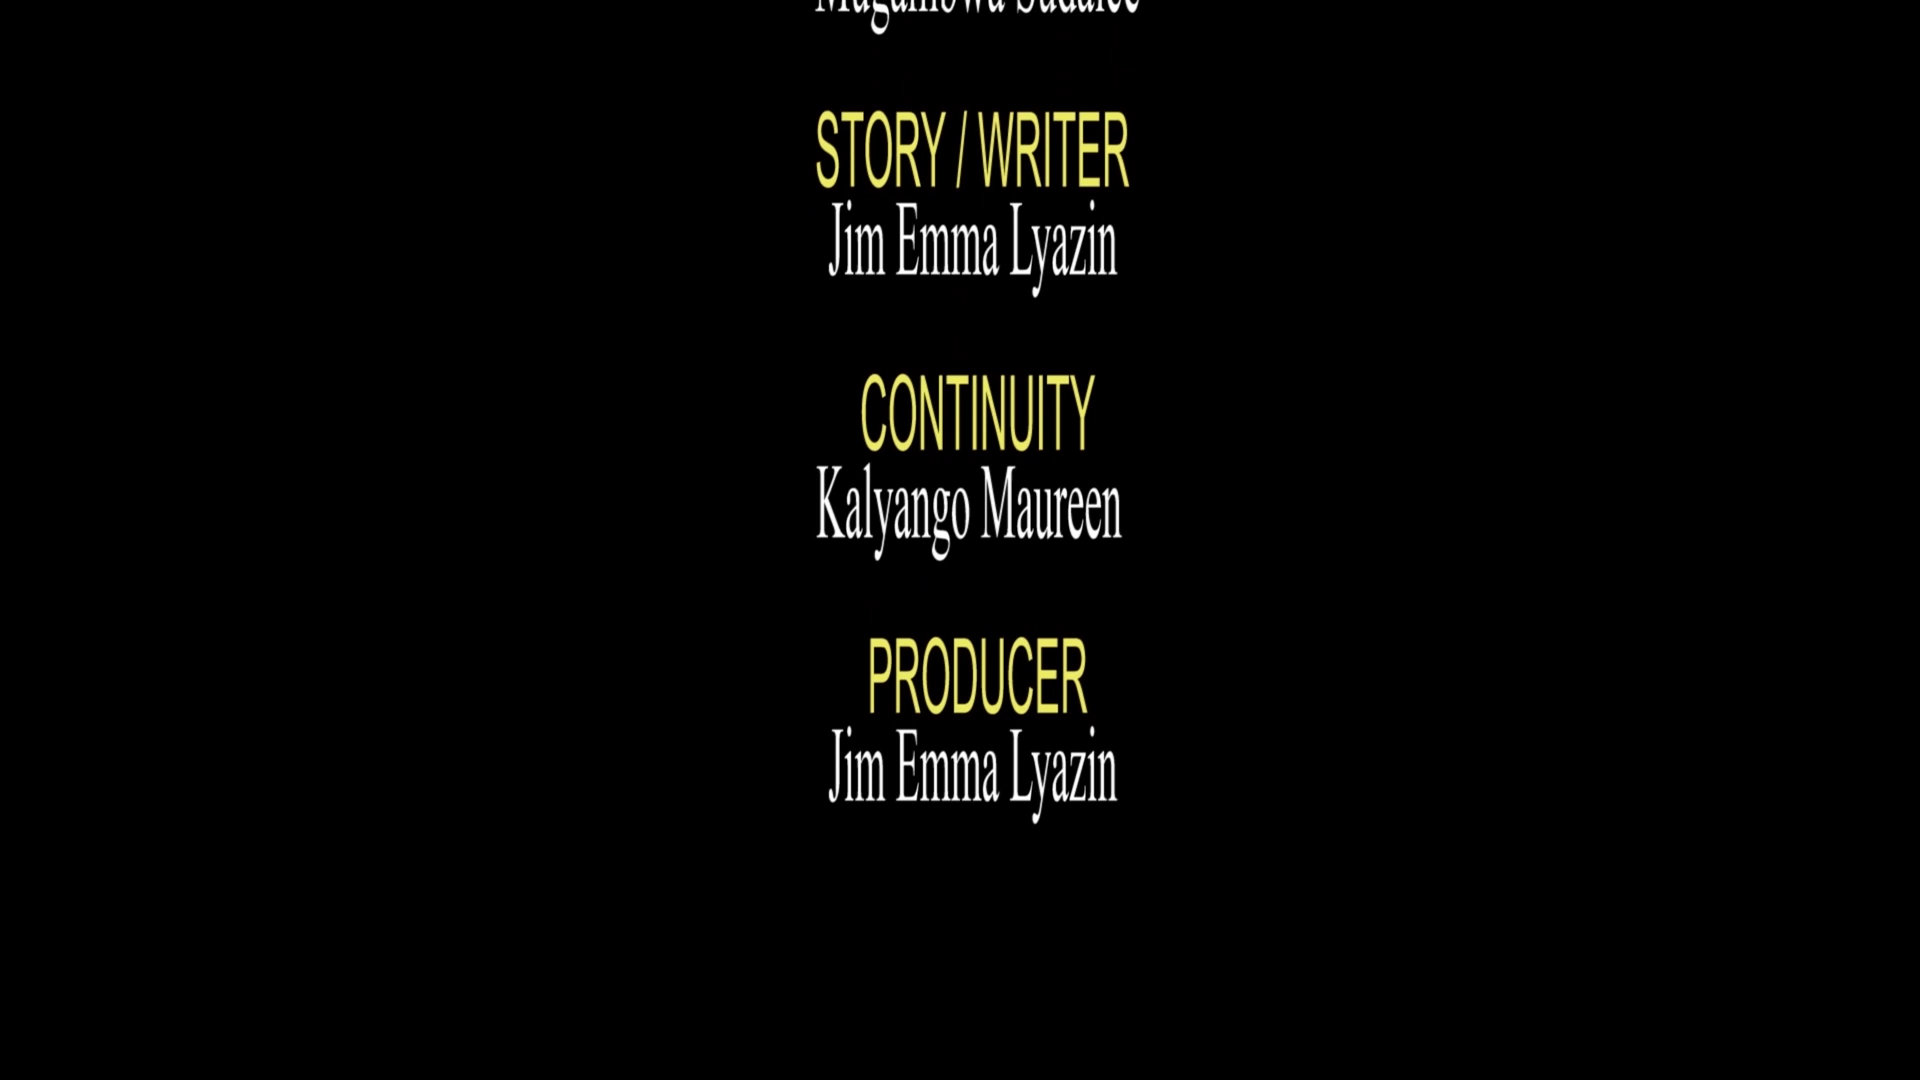 STORY / WRITER
Jim Emma Lyazin
CONTINUITY
Kalyango Maureen
PRODUCER
Jim Emma Lyazin